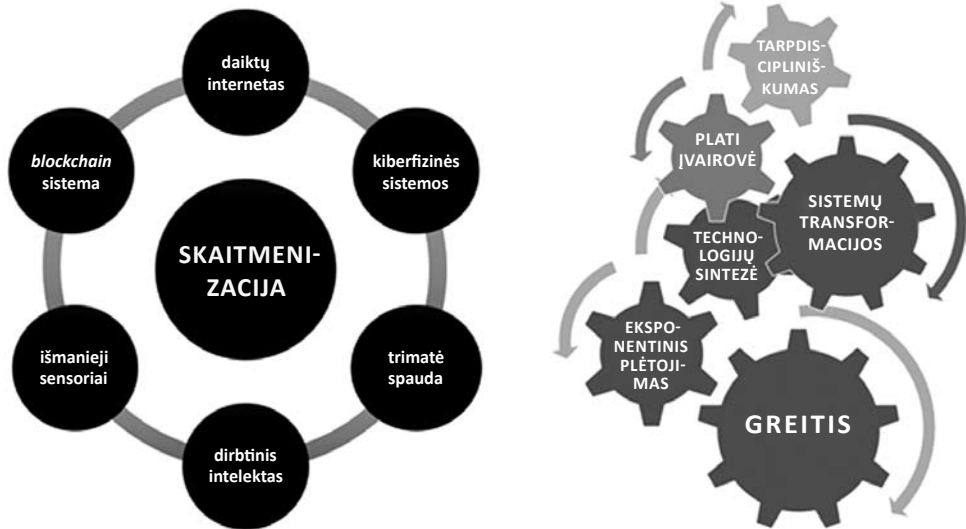 daiktų
internetas
blockchain
sistema
kiberfizinės
sistemos
SKAITMENI-
ZACIJA
išmanieji
sensoriai
trimatė
spauda
dirbtinis
intelektas
TARPDIS-
CIPLINIŠ-
KUMAS
PLATI
ĮVAIROVĖ
SISTEMŲ
TRANSFOR-
MACIJOS
TECHNO-
LOGIJŲ
SINTEZĖ
EKSPO-
NENTINIS
PLĖTOJI-
MAS
GREITIS